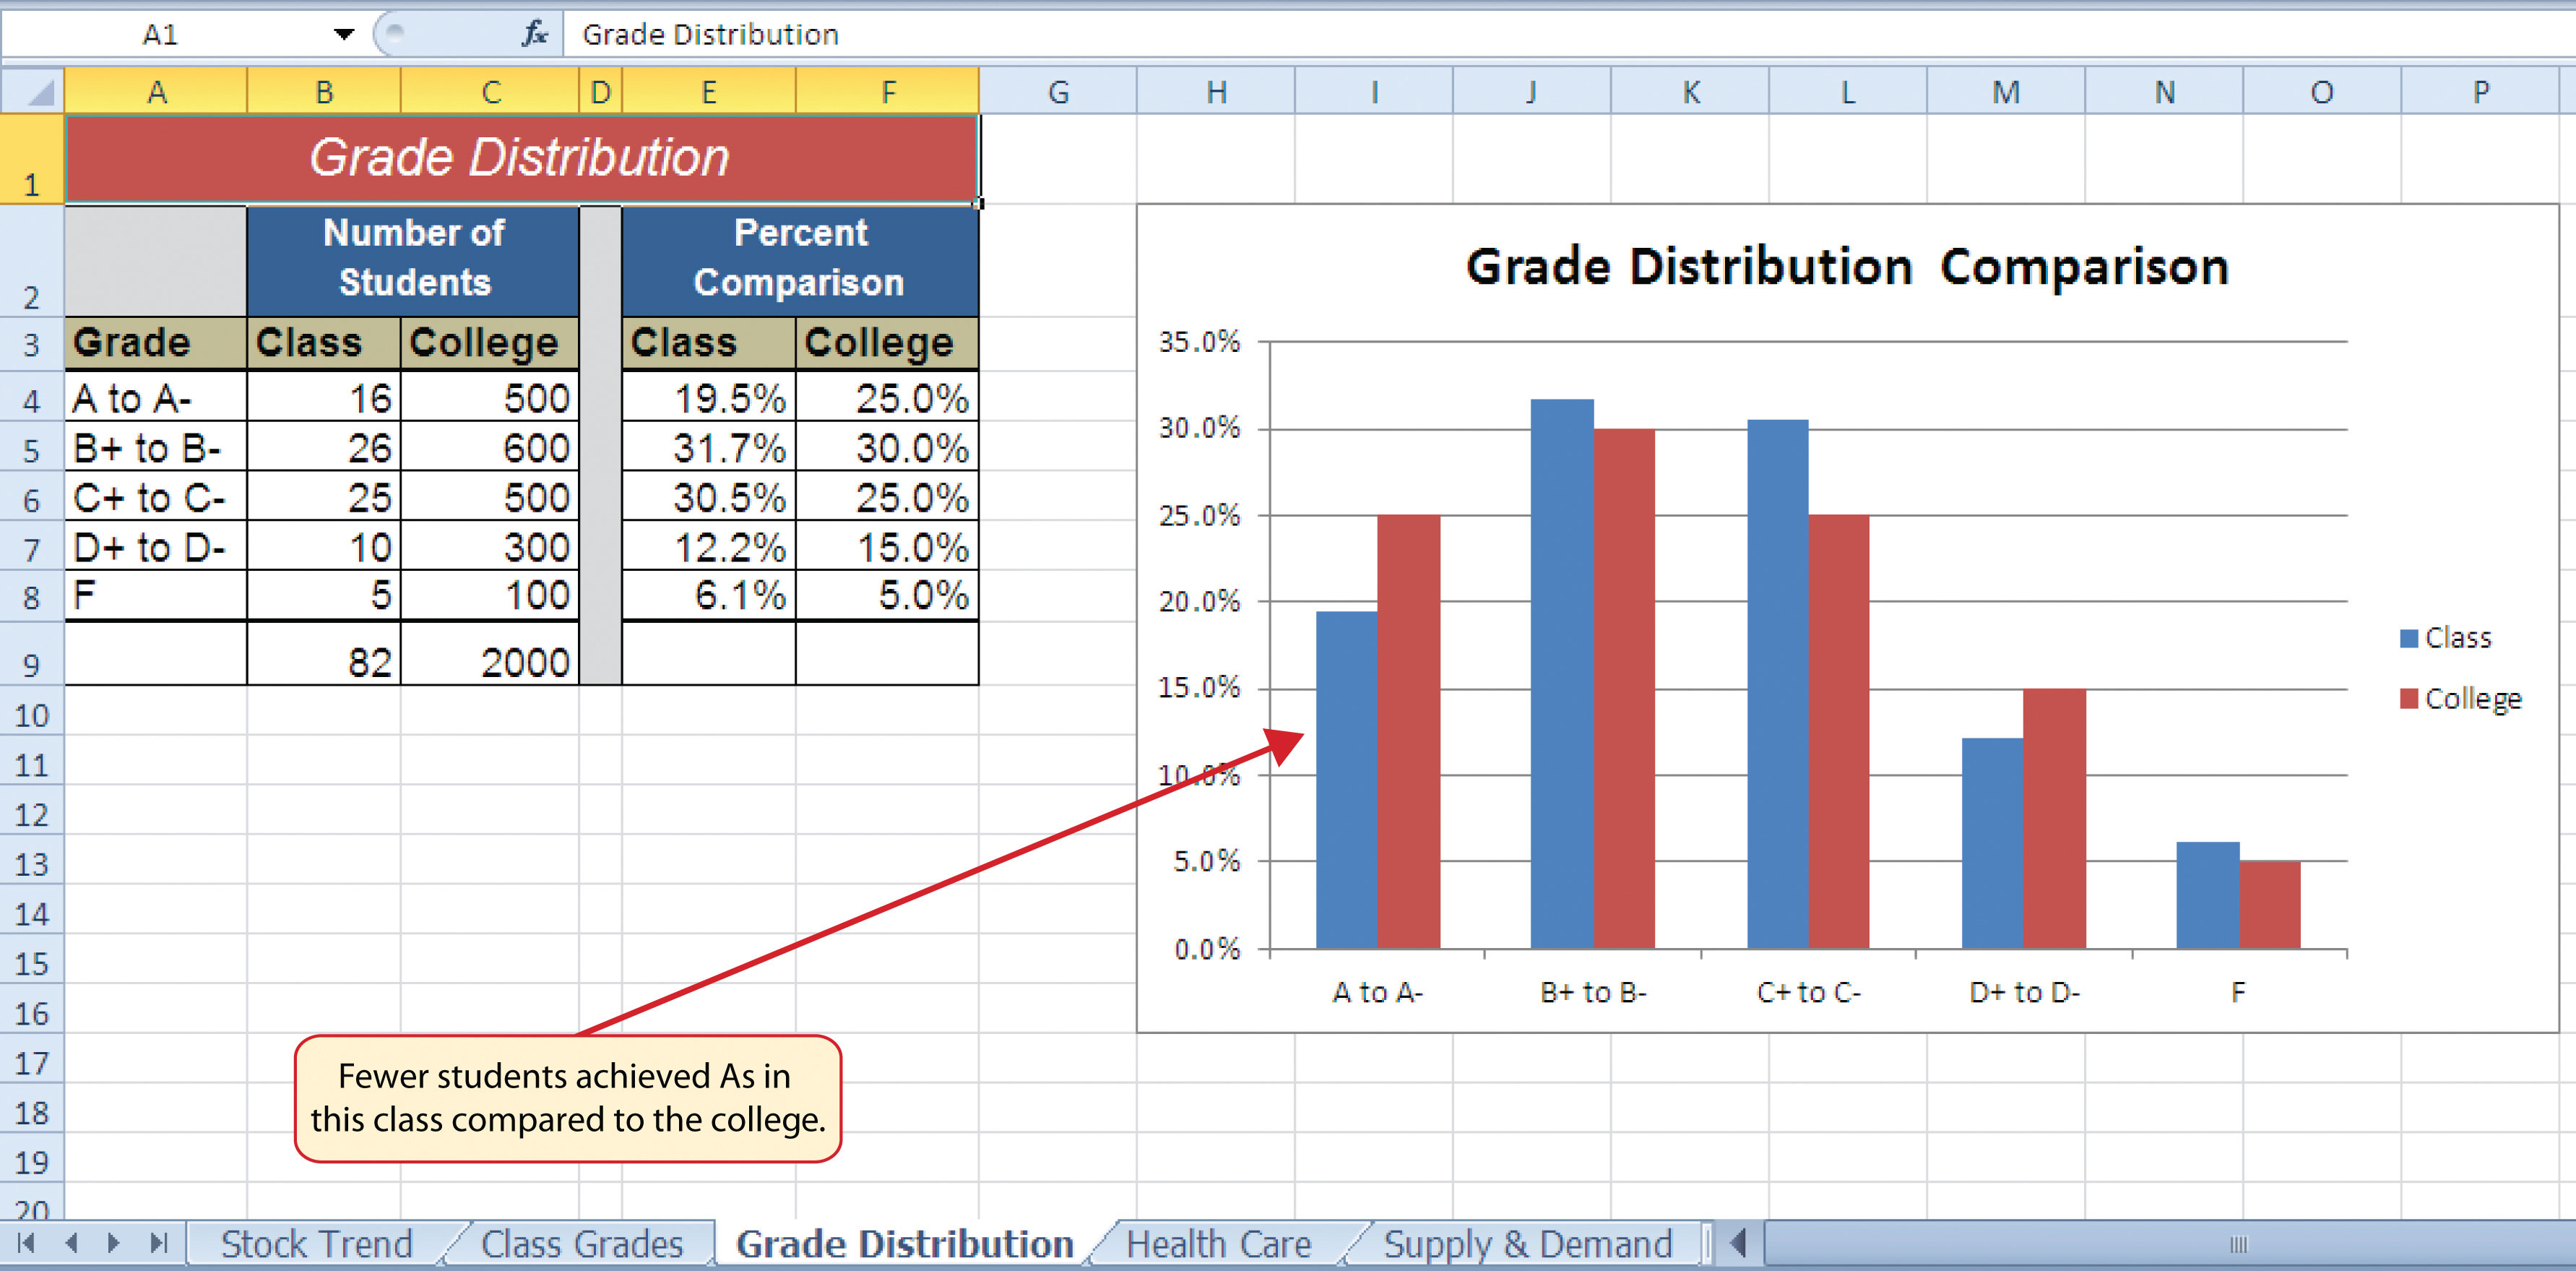 A1 fx Grade Distribution
A B C D E F G H I J K L M N O P
1 Grade Distribution
2 Number of Students Percent Comparison
3 Grade Class College Class College
4 A to A- 16 500 19.5% 25.0%
5 B+ to B- 26 600 31.7% 30.0%
6 C+ to C- 25 500 30.5% 25.0%
7 D+ to D- 10 300 12.2% 15.0%
8 F 5 100 6.1% 5.0%
9 82 2000
10
11
12
13
14
15
16
17
18
19
20
Grade Distribution Comparison
35.0%
30.0%
25.0%
20.0%
15.0%
10.0%
5.0%
0.0%
A to A- B+ to B- C+ to C- D+ to D- F
Class
College
Fewer students achieved As in
this class compared to the college.
Stock Trend Class Grades Grade Distribution Health Care Supply & Demand